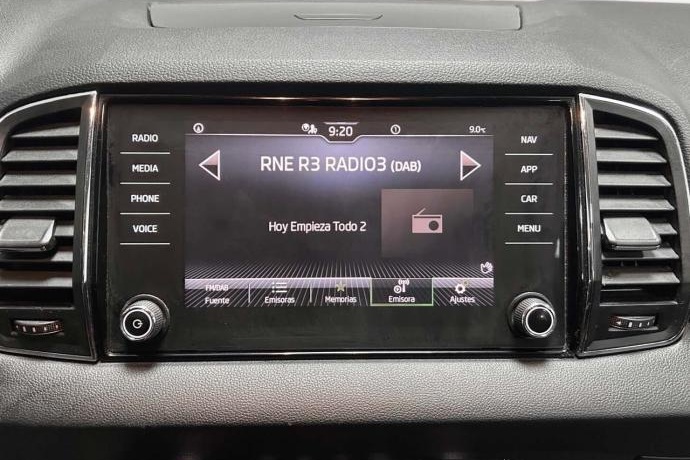 RADIO
MEDIA
PHONE
VOICE
9:20
9.0°C
RNE R3 RADIO3 (DAB)
Hoy Empieza Todo 2
FM/DAB
Fuente
Emisoras
Memorias
Emisora
Ajustes
NAV
APP
CAR
MENU